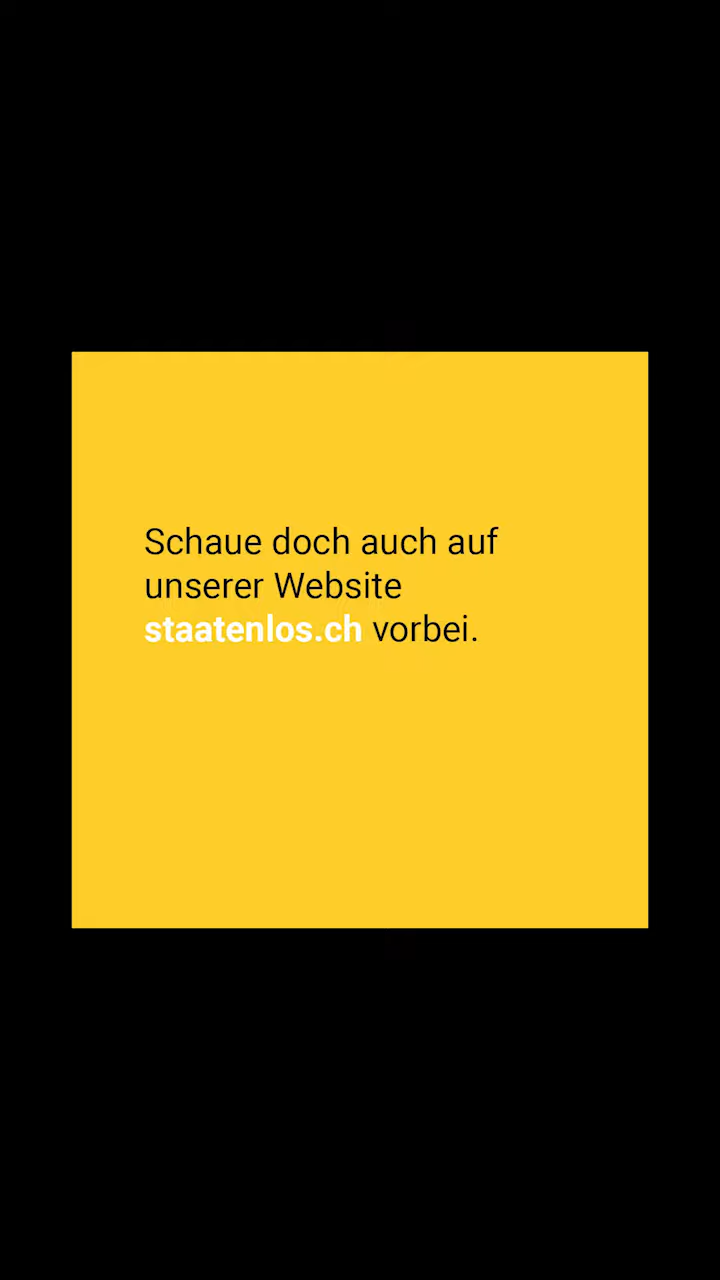 Schaue doch auch auf
unserer Website
staatenlos.ch vorbei.